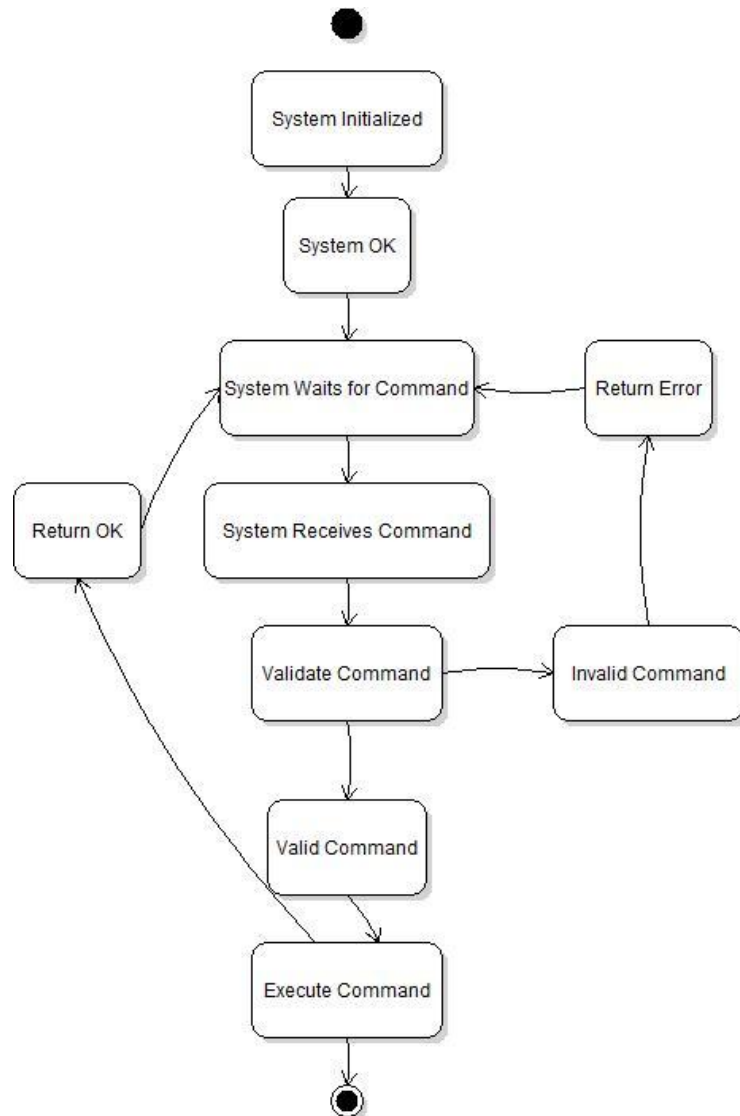 System Initialized
System OK
System Waits for Command
Return Error
Return OK
System Receives Command
Validate Command
Invalid Command
Valid Command
Execute Command